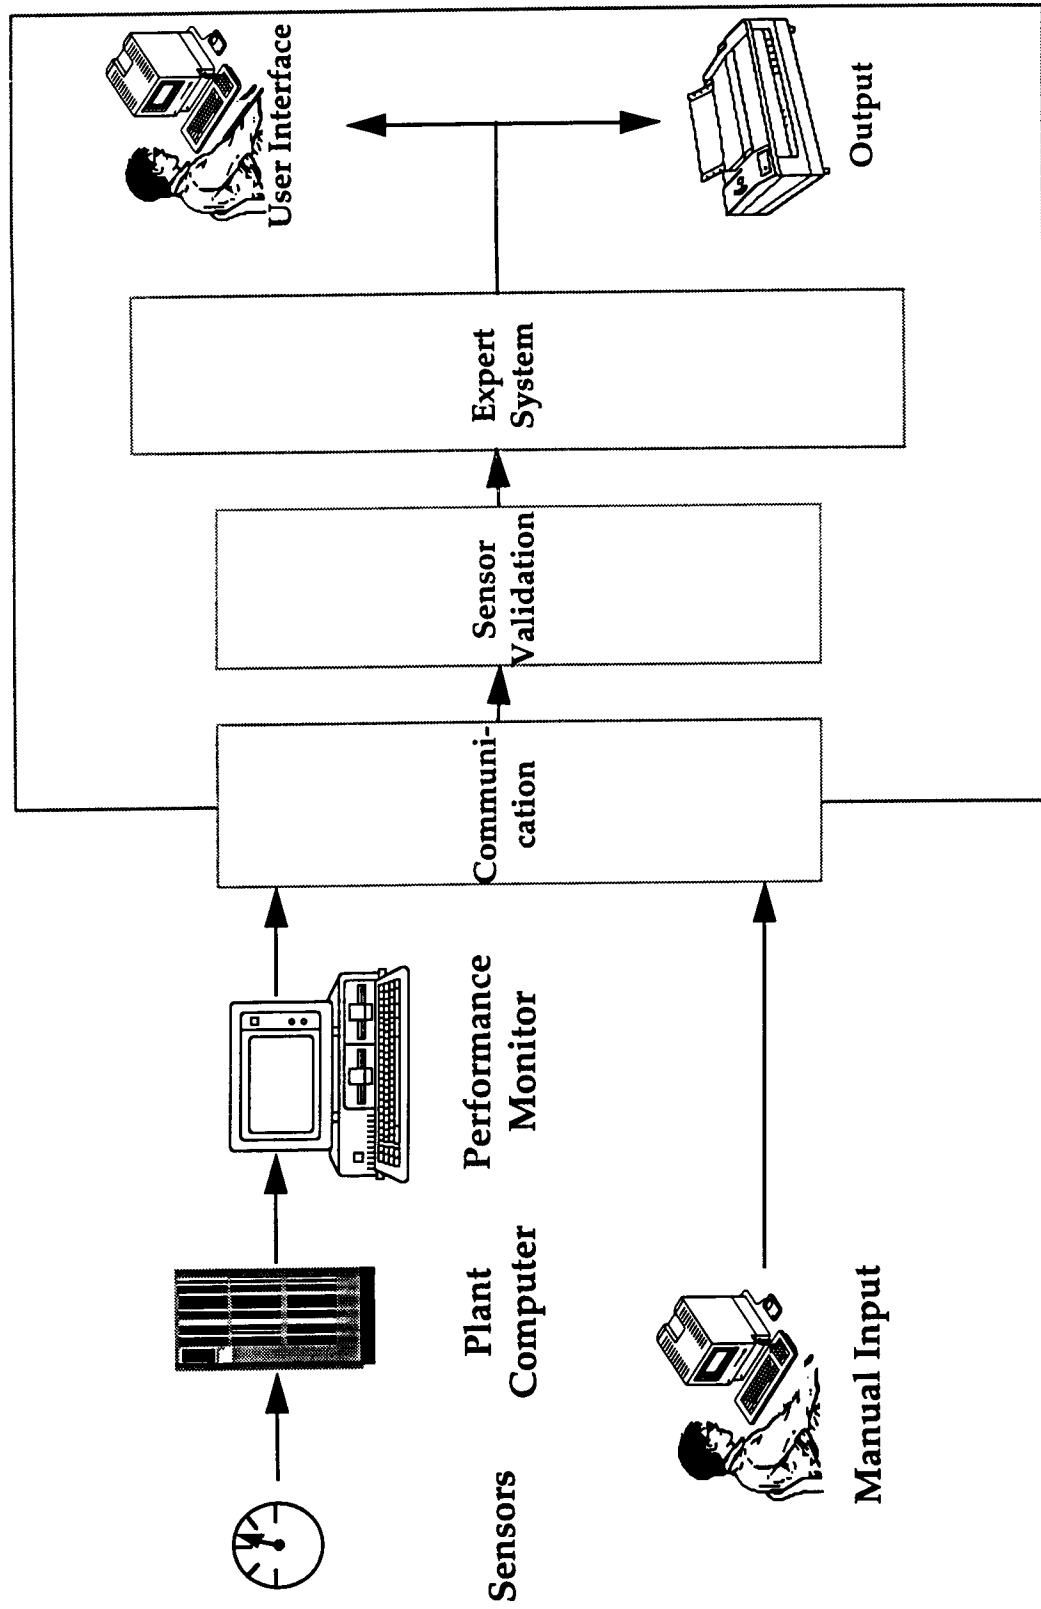 Sensors
Plant
Computer
Performance
Monitor
Manual Input
Communi-
cation
Sensor
Validation
Expert
System
User Interface
Output